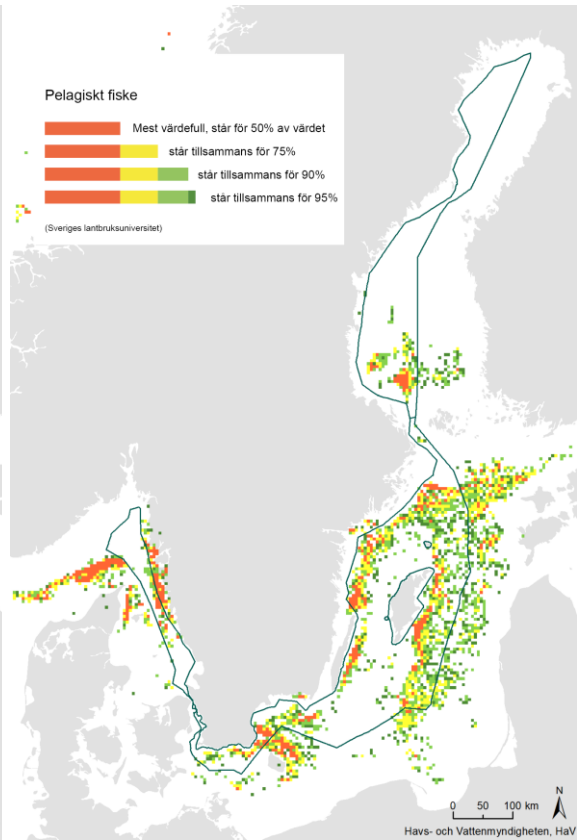 Pelagiskt fiske
Mest värdefull, står för 50% av värdet
står tillsammans för 75%
står tillsammans för 90%
står tillsammans för 95%
(Sveriges lantbruksuniversitet)
N
0 50 100 km
Havs- och Vattenmyndigheten, HaV